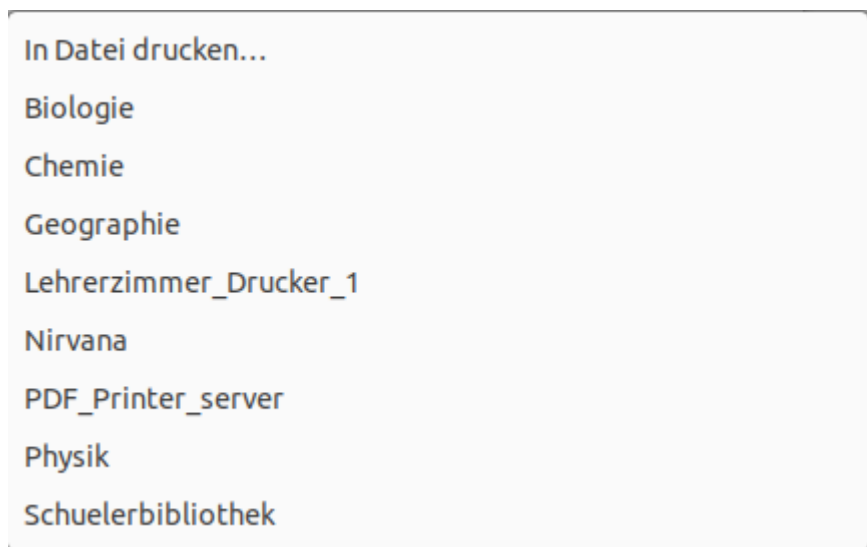 In Datei drucken...
Biologie
Chemie
Geographie
Lehrerzimmer_Drucker_1
Nirvana
PDF_Printer_server
Physik
Schuelerbibliothek